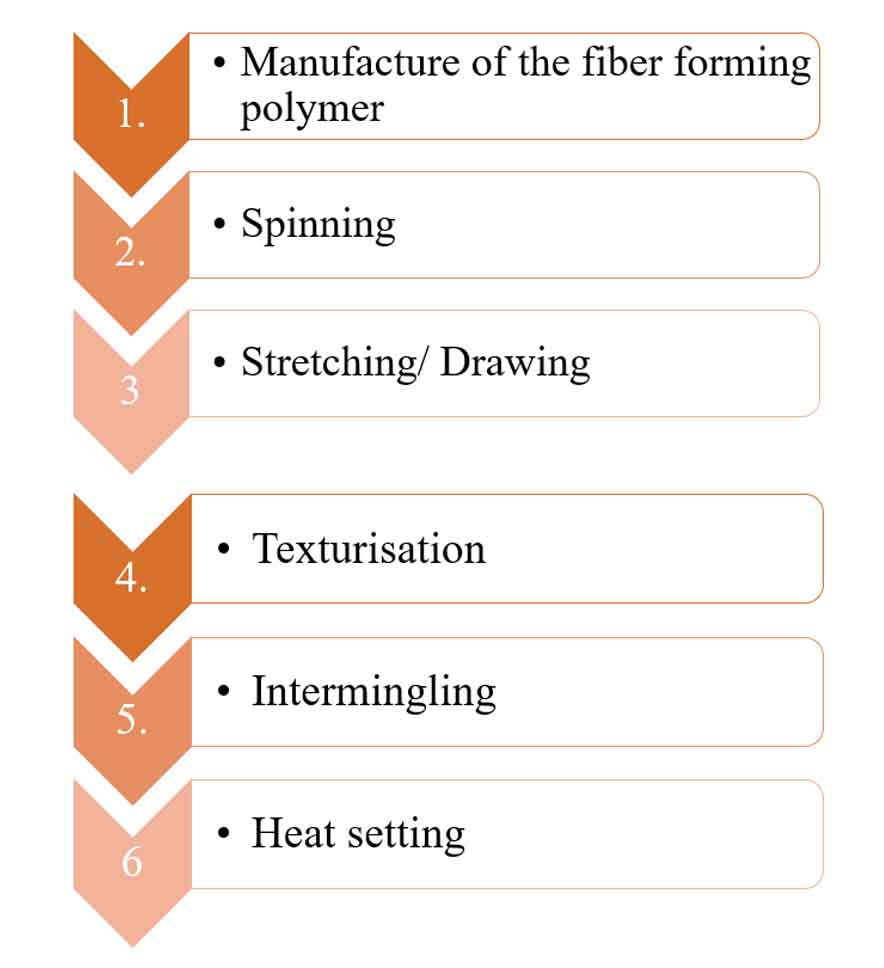 1.
• Manufacture of the fiber forming
polymer
2.
• Spinning
3
• Stretching/ Drawing
4.
• Texturisation
5.
• Intermingling
6
• Heat setting